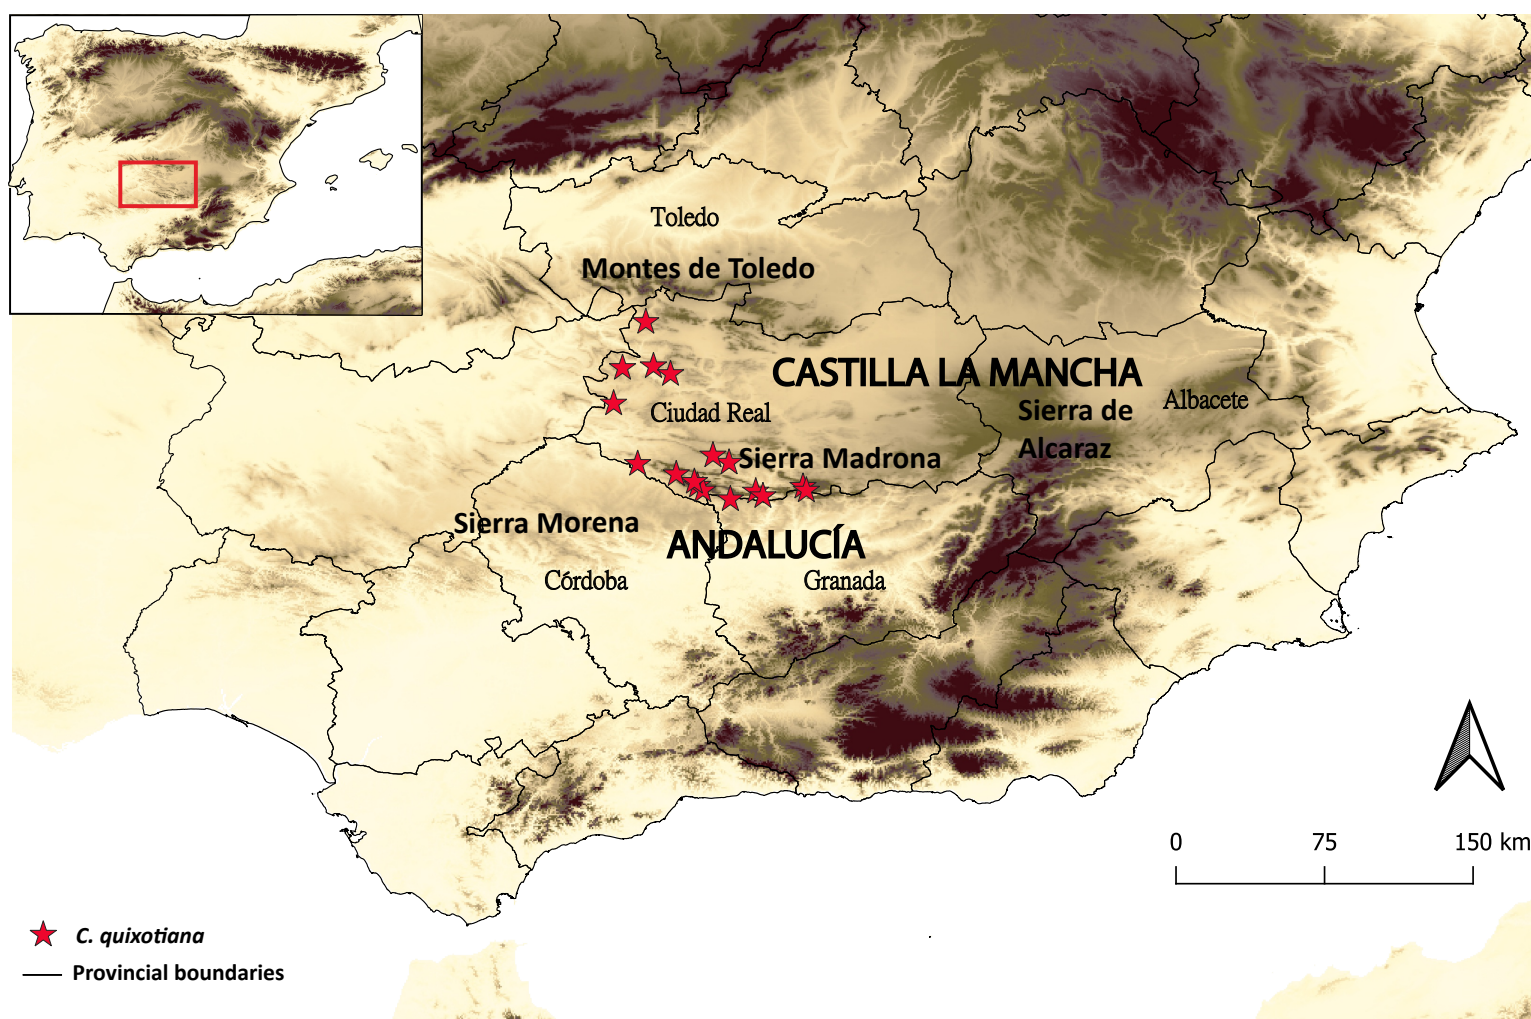 Toledo
Montes de Toledo
CASTILLA LA MANCHA
Ciudad Real
Sierra de
Alcaraz
Albacete
Sierra Madrona
Sierra Morena
ANDALUCÍA
Córdoba
Granada
0 75 150 km
C. quixotiana
Provincial boundaries